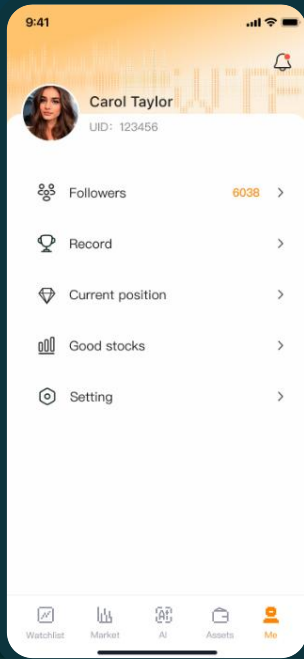 9:41
Carol Taylor
UID: 123456
Followers 6038
Record
Current position
Good stocks
Setting
Watchlist Market AI Assets Me